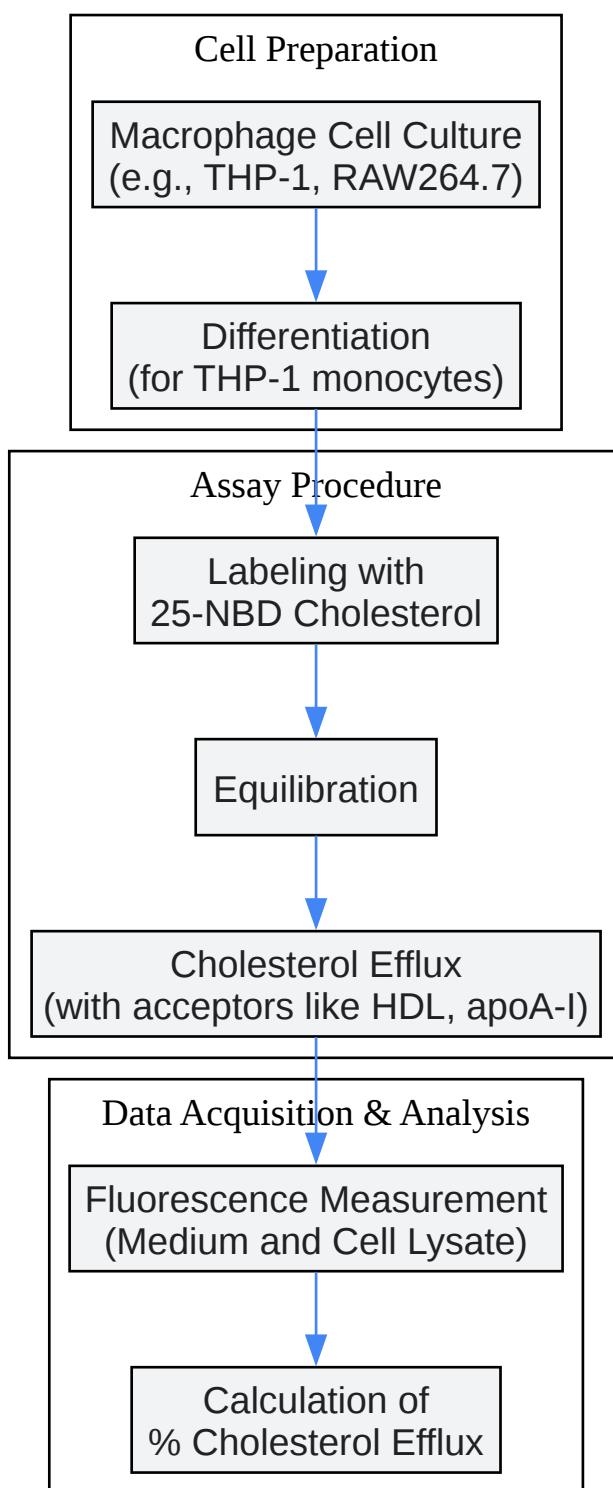 Cell Preparation
Macrophage Cell Culture
(e.g., THP-1, RAW264.7)
Differentiation
(for THP-1 monocytes)
Assay Procedure
Labeling with
25-NBD Cholesterol
Equilibration
Cholesterol Efflux
(with acceptors like HDL, apoA-I)
Data Acquisition & Analysis
Fluorescence Measurement
(Medium and Cell Lysate)
Calculation of
% Cholesterol Efflux